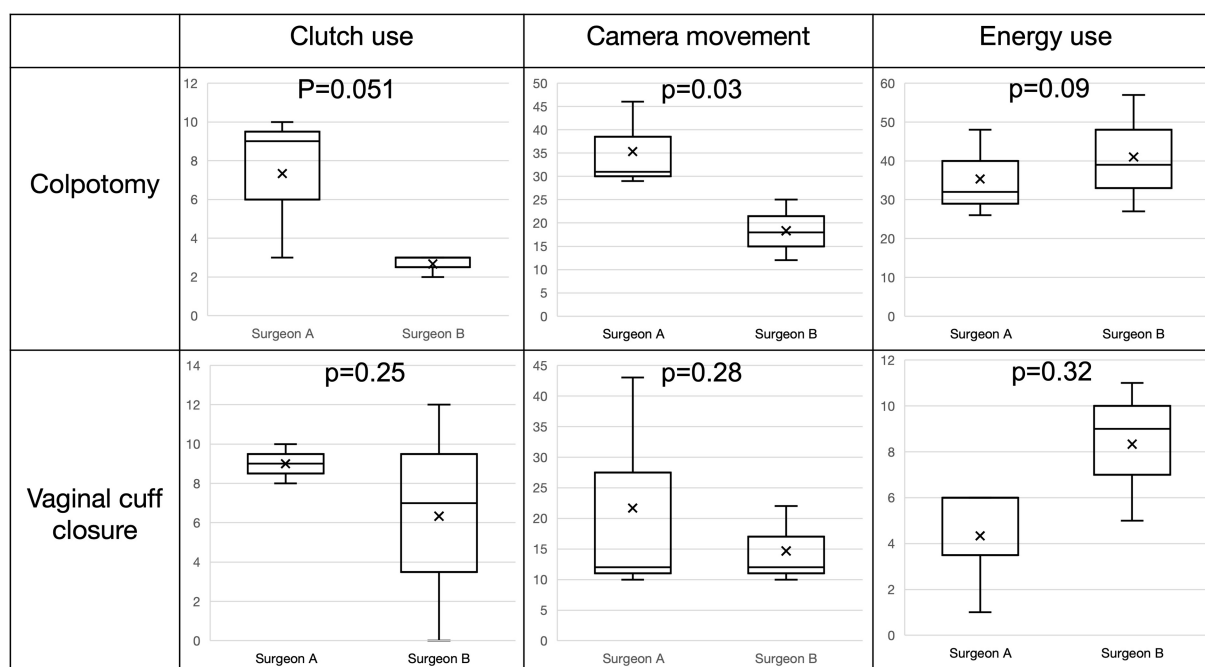 Clutch use
Camera movement
Energy use
Colpotomy
P=0.051
12
10
8
6
4
2
0
Surgeon A
Surgeon B
p=0.03
50
45
40
35
30
25
20
15
10
5
0
Surgeon A
Surgeon B
p=0.09
60
50
40
30
20
10
0
Surgeon A
Surgeon B
Vaginal cuff
closure
p=0.25
14
12
10
8
6
4
2
0
Surgeon A
Surgeon B
p=0.28
45
40
35
30
25
20
15
10
5
0
Surgeon A
Surgeon B
p=0.32
12
10
8
6
4
2
0
Surgeon A
Surgeon B